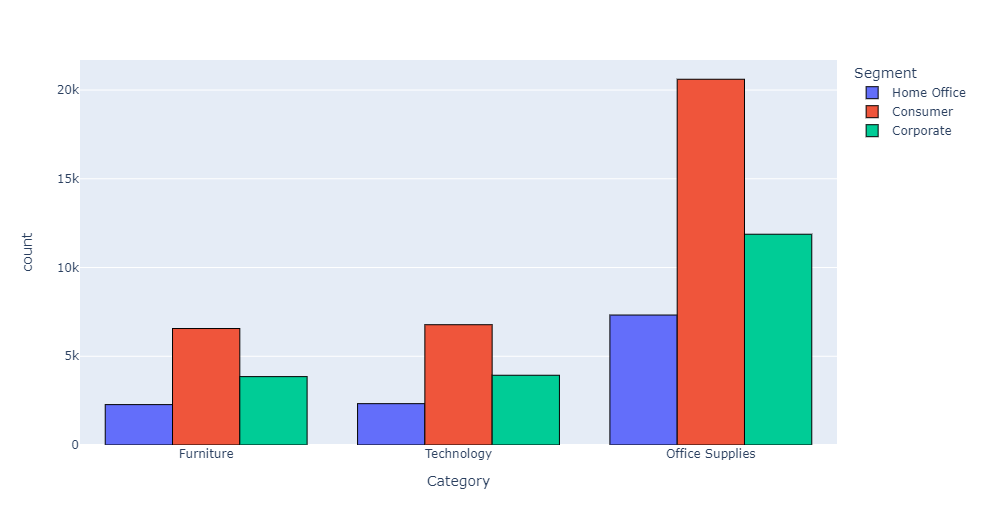 Segment
Home Office
Consumer
Corporate
20k
15k
10k
5k
0
count
Furniture
Technology
Office Supplies
Category